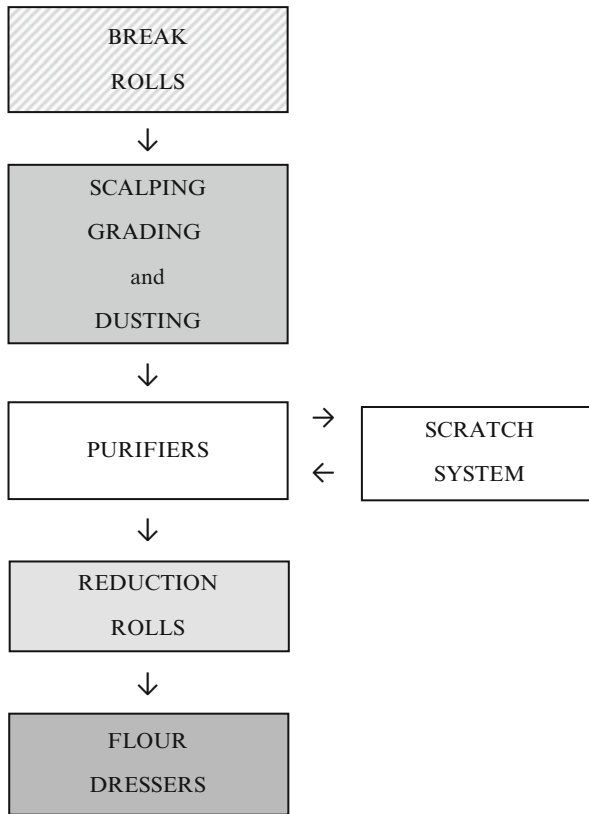 BREAK
ROLLS
↓
SCALPING
GRADING
and
DUSTING
↓
PURIFIERS
→
←
SCRATCH
SYSTEM
↓
REDUCTION
ROLLS
↓
FLOUR
DRESSERS